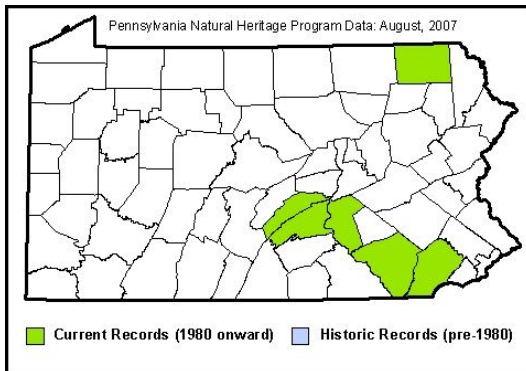 Pennsylvania Natural Heritage Program Data: August, 2007
Current Records (1980 onward) Historic Records (pre-1980)